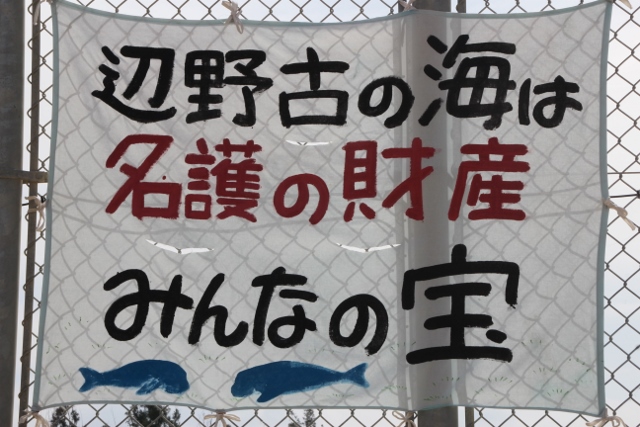 辺野古の海は
名護の財産
みんなの宝